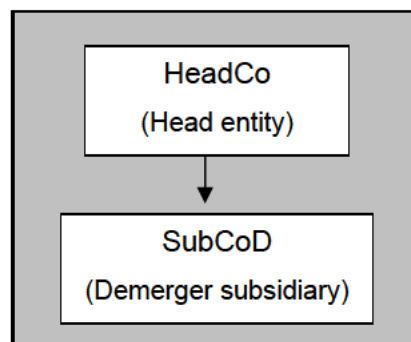 HeadCo
(Head entity)
SubCoD
(Demerger subsidiary)